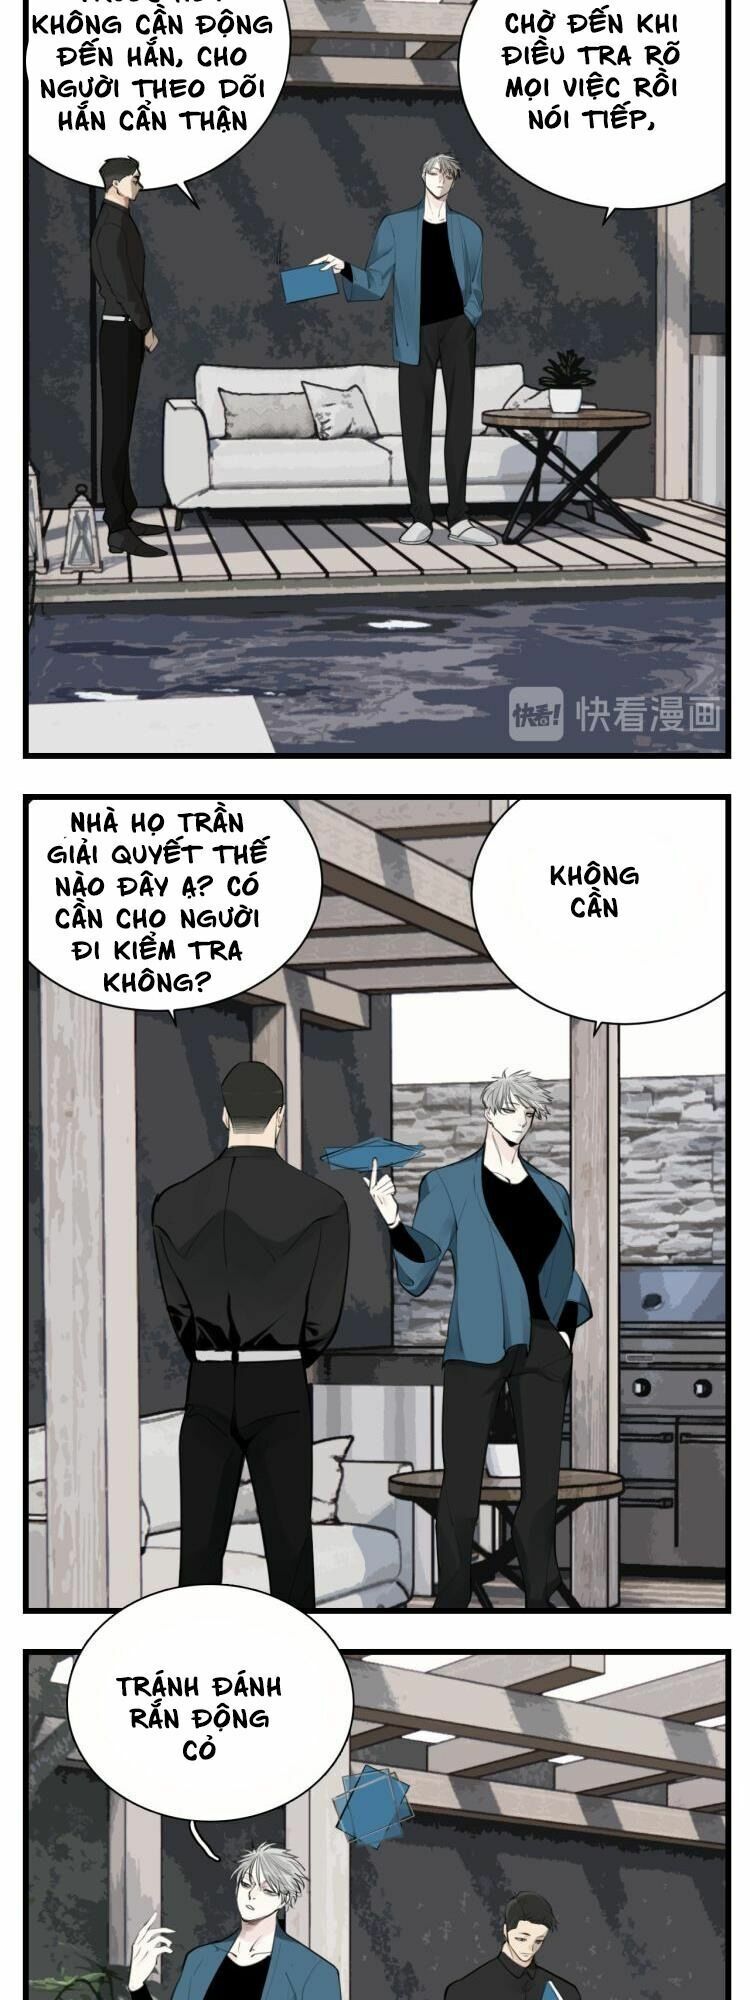 KHÔNG CẦN ĐỘNG
ĐẾN HẮN, CHO
NGƯỜI THEO DÕI
HẮN CẨN THẬN
CHỜ ĐẾN KHI
ĐIỀU TRA RÕ
MỌI VIỆC RỒI
NÓI TIẾP,
快看!
快看漫画
NHÀ HỌ TRẦN
GIẢI QUYẾT THẾ
NÀO ĐÂY Ạ? CÓ
CẦN CHO NGƯỜI
ĐI KIỂM TRA
KHÔNG?
KHÔNG
CẦN
TRÁNH ĐÁNH
RẮN ĐỘNG
CỎ